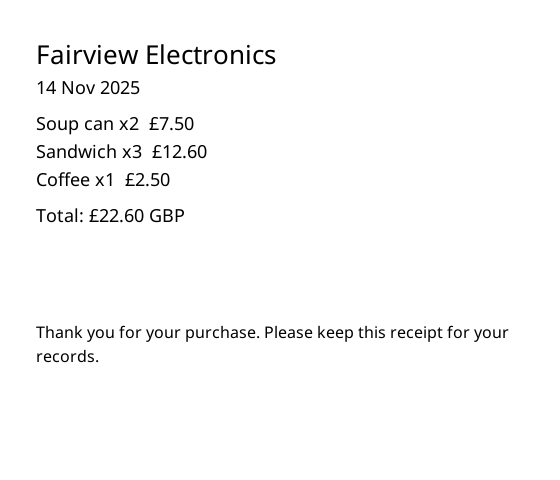 Fairview Electronics
14 Nov 2025
Soup can x2  £7.50
Sandwich x3  £12.60
Coffee x1  £2.50
Total: £22.60 GBP
Thank you for your purchase. Please keep this receipt for your
records.